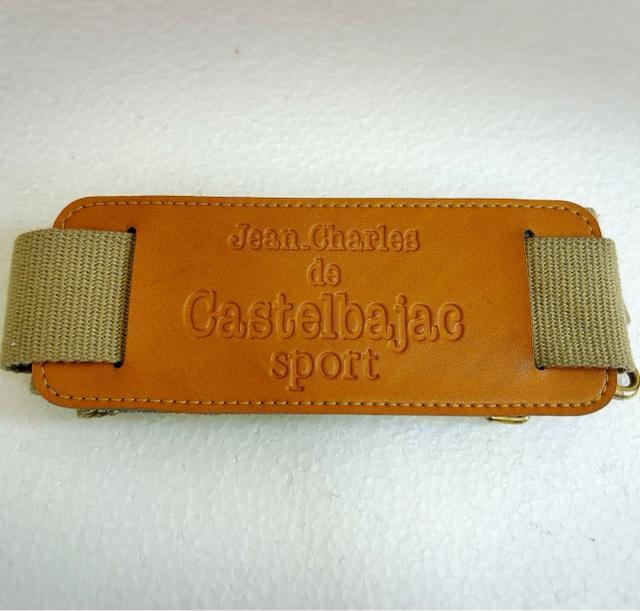 Jean-Charles
de
Castelbajac
sport